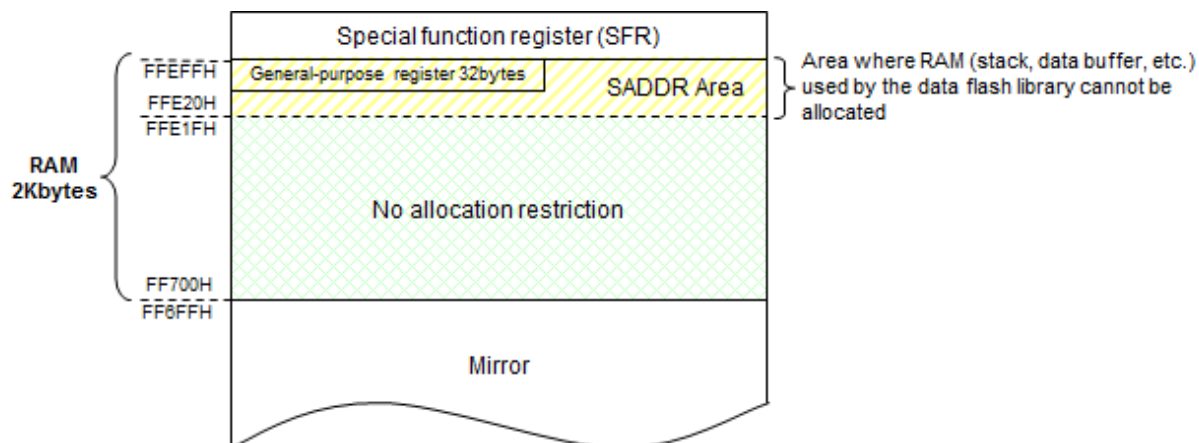 Special function register (SFR)
FFEFFH
General-purpose register 32bytes
SADDR Area
Area where RAM (stack, data buffer, etc.)
used by the data flash library cannot be
allocated
FFE20H
FFE1FH
RAM
2Kbytes
No allocation restriction
FF700H
FF6FFH
Mirror